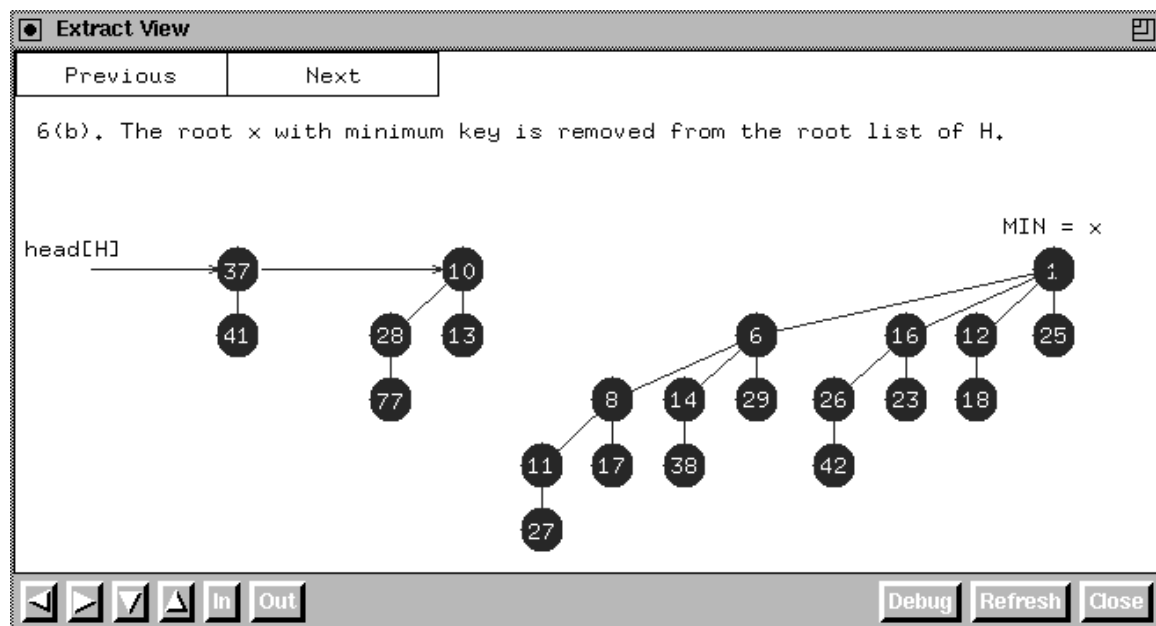 Extract View
Previous Next
6(b). The root x with minimum key is removed from the root list of H.
MIN = x
head[H]
37 10 1
41 28 13 6 16 12 25
77 8 14 29 26 23 18
11 17 38 42
27
In Out Debug Refresh Close